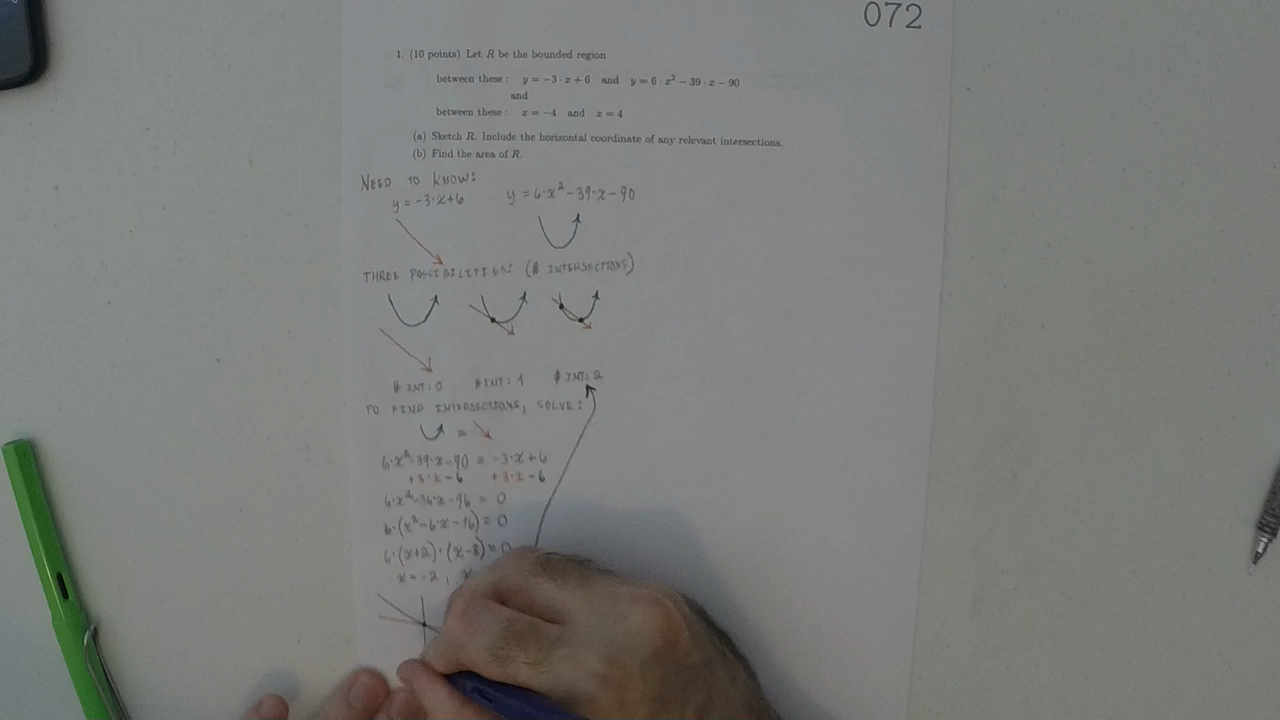 072
1. (10 points) Let R be the bounded region
between these : y = −3 · x + 6 and y = 6 · x² − 39 · x − 90
and
between these : x = −4 and x = 4
(a) Sketch R. Include the horizontal coordinate of any relevant intersections.
(b) Find the area of R.
NEED TO KNOW:
y = -3·x+6 y = 6·x²-39·x-90
THREE POSSIBILITIES: (# INTERSECTIONS)
# INT: 0 # INT: 1 # INT: 2
TO FIND INTERSECTIONS, SOLVE:
=
6·x²-39·x-90 = -3·x+6
+3·x-6 +3·x-6
6·x²-36·x-96 = 0
6·(x²-6·x-16) = 0
6·(x+2)·(x-8) = 0
x = -2, x